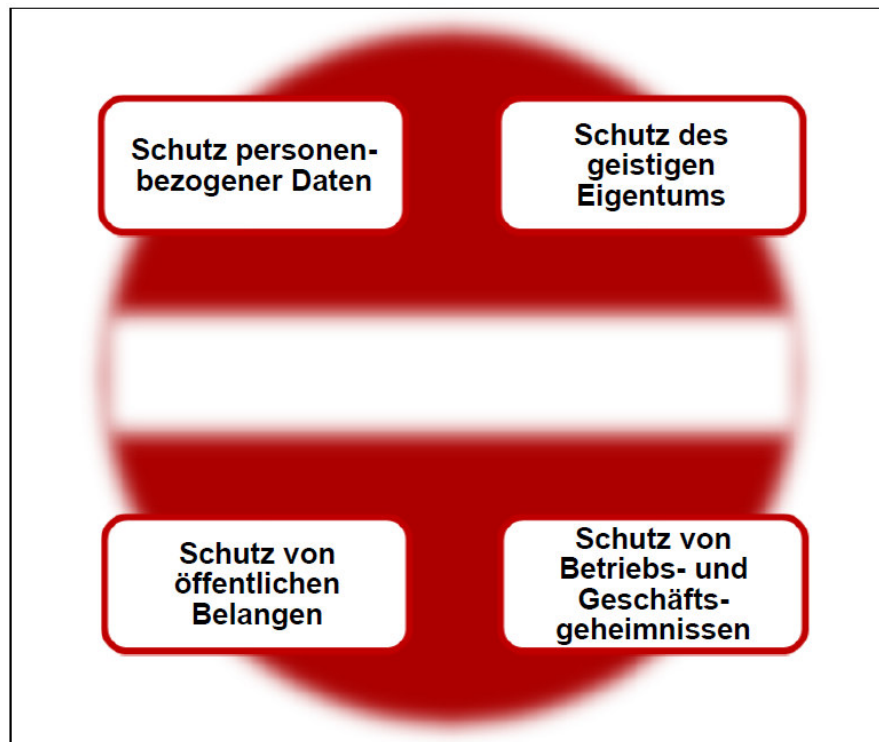 Schutz personen-
bezogener Daten
Schutz des
geistigen
Eigentums
Schutz von
öffentlichen
Belangen
Schutz von
Betriebs- und
Geschäfts-
geheimnissen